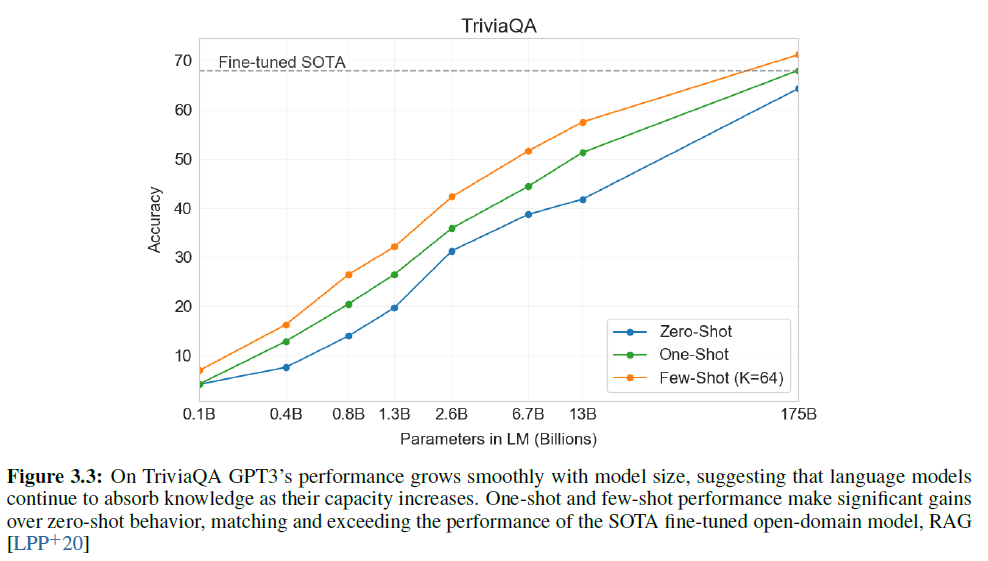 TriviaQA
70
60
50
40
30
20
10
Accuracy
Fine-tuned SOTA
Zero-Shot
One-Shot
Few-Shot (K=64)
0.1B 0.4B 0.8B 1.3B 2.6B 6.7B 13B 175B
Parameters in LM (Billions)
Figure 3.3: On TriviaQA GPT3's performance grows smoothly with model size, suggesting that language models
continue to absorb knowledge as their capacity increases. One-shot and few-shot performance make significant gains
over zero-shot behavior, matching and exceeding the performance of the SOTA fine-tuned open-domain model, RAG
[LPP+20]